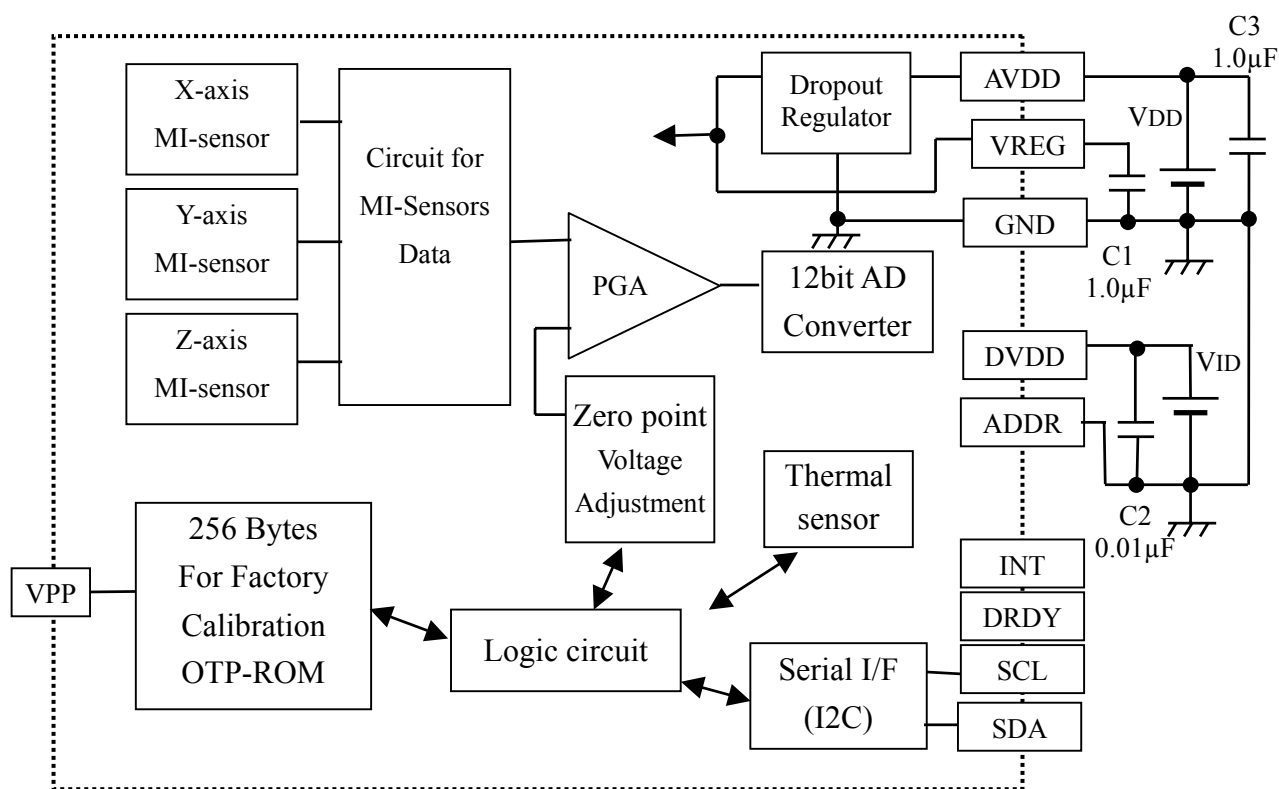 X-axis
MI-sensor
Y-axis
MI-sensor
Z-axis
MI-sensor
Circuit for
MI-Sensors
Data
PGA
Dropout
Regulator
12bit AD
Converter
Zero point
Voltage
Adjustment
Thermal
sensor
256 Bytes
For Factory
Calibration
OTP-ROM
VPP
Logic circuit
Serial I/F
(I2C)
AVDD
VREG
GND
DVDD
ADDR
INT
DRDY
SCL
SDA
C3
1.0µF
VDD
C1
1.0µF
VID
C2
0.01µF